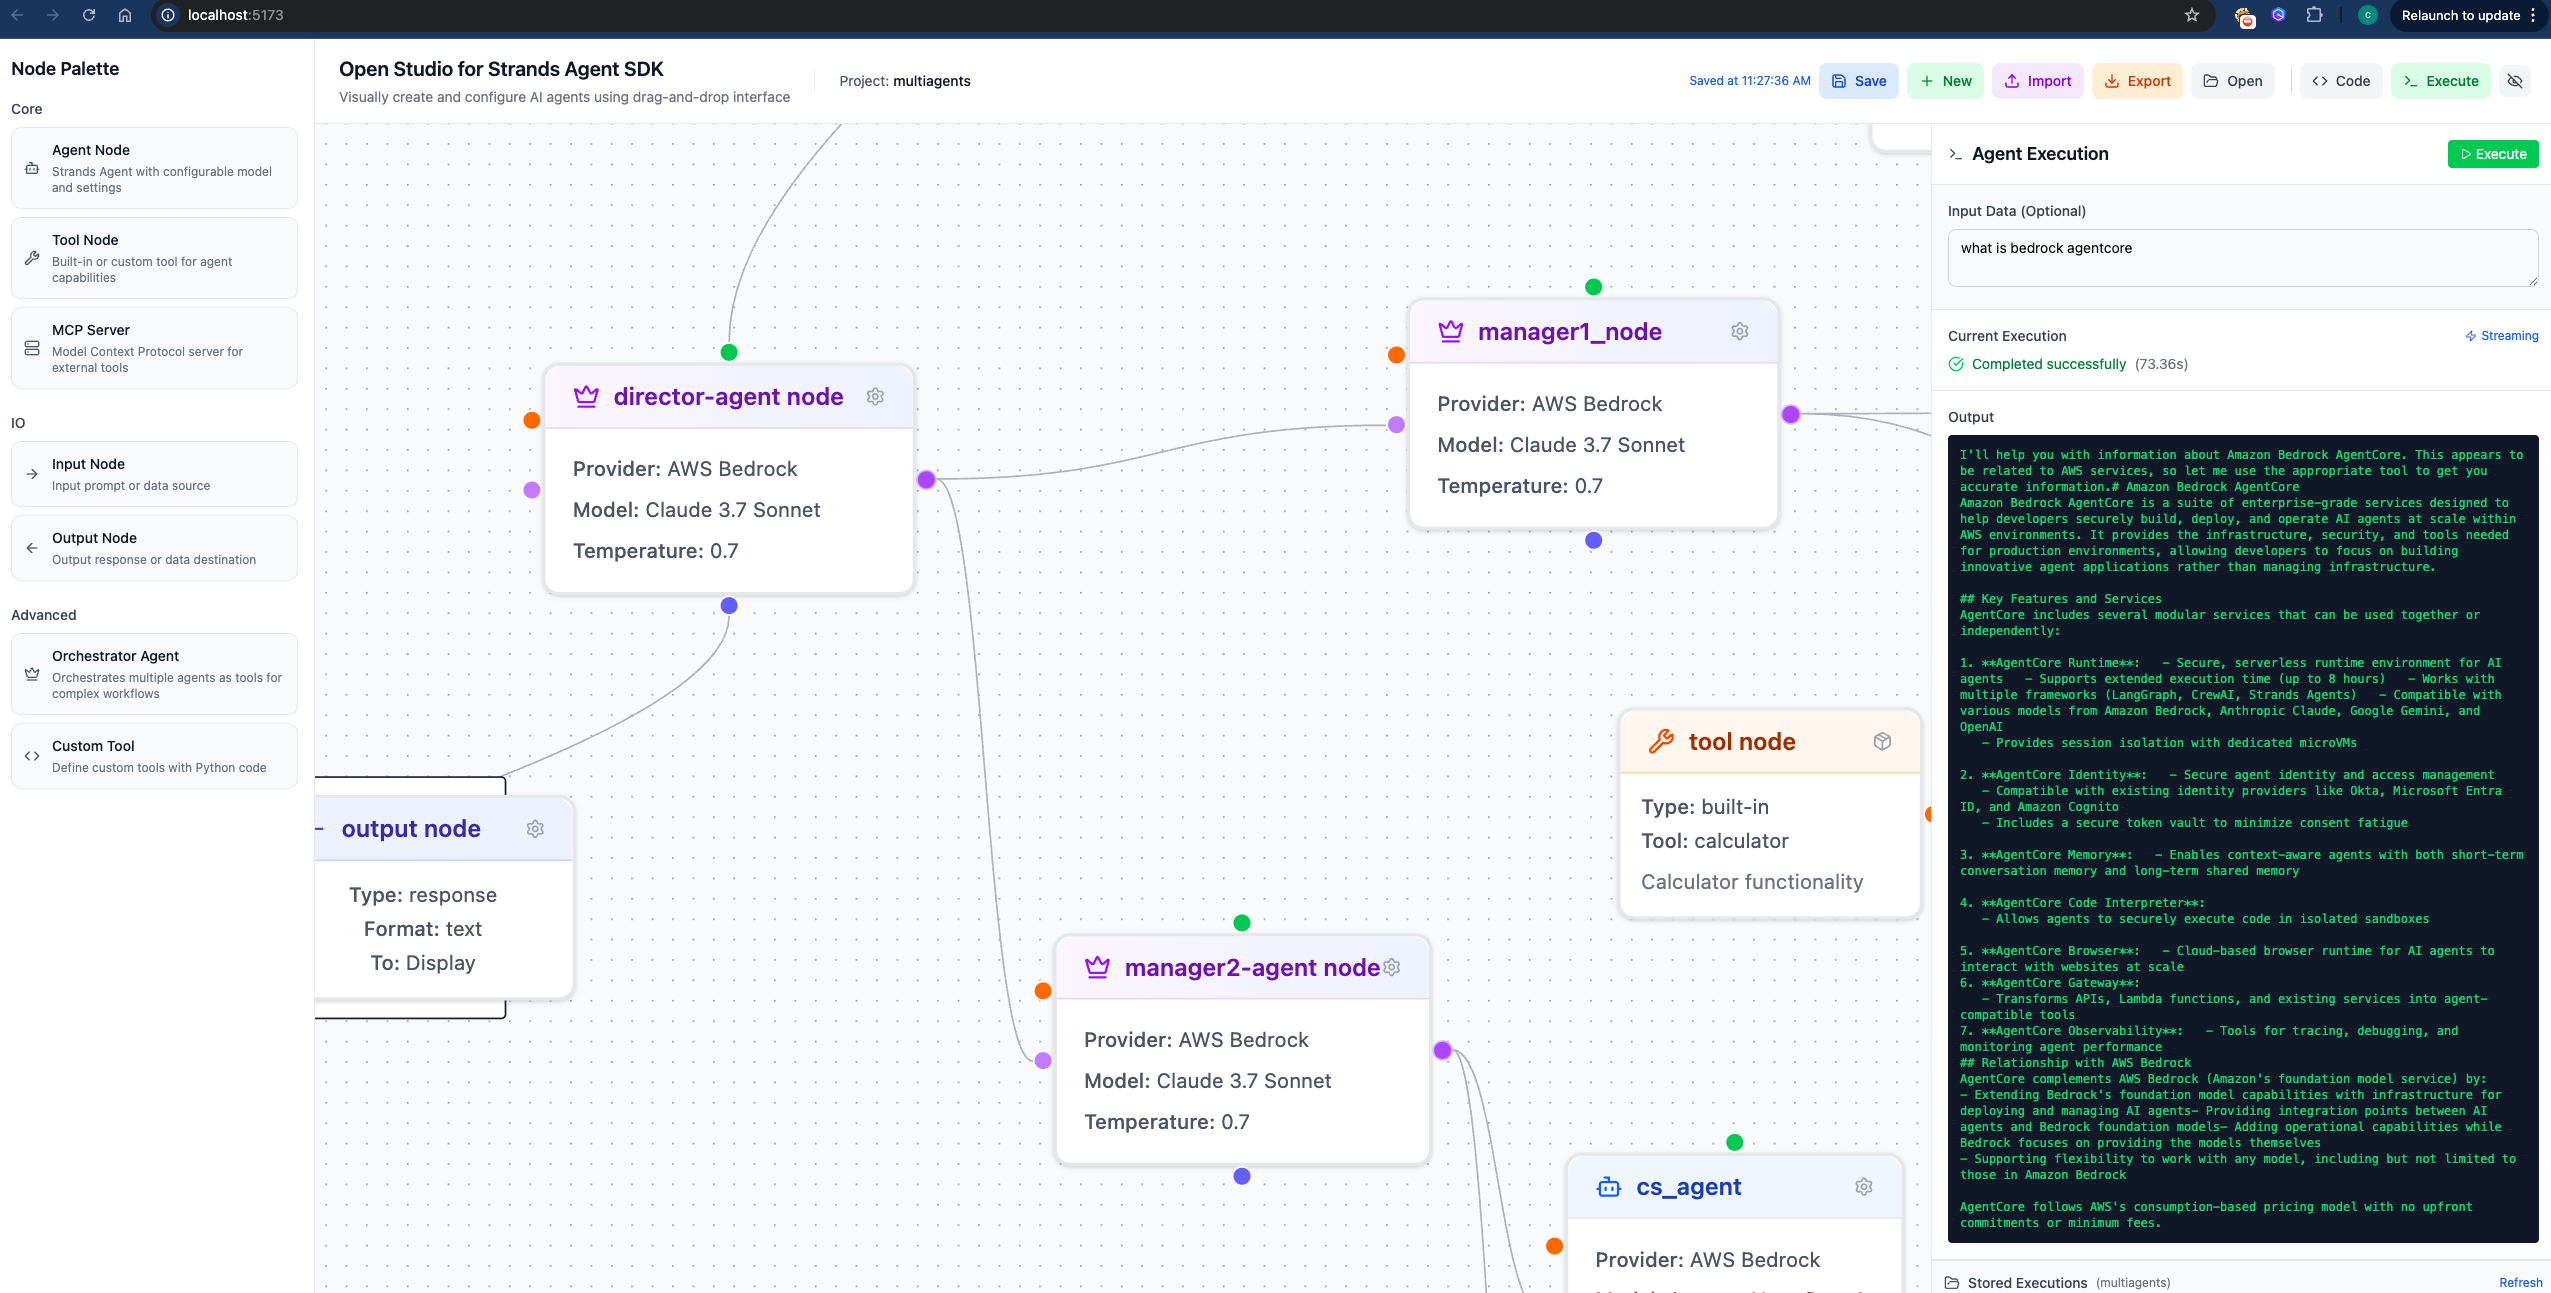 localhost:5173
C
Relaunch to update
Node Palette
Core
Agent Node
Strands Agent with configurable model
and settings
Tool Node
Built-in or custom tool for agent
capabilities
MCP Server
Model Context Protocol server for
external tools
IO
Input Node
Input prompt or data source
Output Node
Output response or data destination
Advanced
Orchestrator Agent
Orchestrates multiple agents as tools for
complex workflows
Custom Tool
Define custom tools with Python code
Open Studio for Strands Agent SDK
Visually create and configure AI agents using drag-and-drop interface
Project: multiagents
Saved at 11:27:36 AM
Save
New
Import
Export
Open
Code
Execute
director-agent node
Provider: AWS Bedrock
Model: Claude 3.7 Sonnet
Temperature: 0.7
manager1_node
Provider: AWS Bedrock
Model: Claude 3.7 Sonnet
Temperature: 0.7
output node
Type: response
Format: text
To: Display
tool node
Type: built-in
Tool: calculator
Calculator functionality
manager2-agent node
Provider: AWS Bedrock
Model: Claude 3.7 Sonnet
Temperature: 0.7
cs_agent
Provider: AWS Bedrock
Agent Execution
Execute
Input Data (Optional)
what is bedrock agentcore
Current Execution
Streaming
Completed successfully (73.36s)
Output
I'll help you with information about Amazon Bedrock AgentCore. This appears to
be related to AWS services, so let me use the appropriate tool to get you
accurate information.# Amazon Bedrock AgentCore
Amazon Bedrock AgentCore is a suite of enterprise-grade services designed to
help developers securely build, deploy, and operate AI agents at scale within
AWS environments. It provides the infrastructure, security, and tools needed
for production environments, allowing developers to focus on building
innovative agent applications rather than managing infrastructure.
## Key Features and Services
AgentCore includes several modular services that can be used together or
independently:
1. **AgentCore Runtime**:   - Secure, serverless runtime environment for AI
agents   - Supports extended execution time (up to 8 hours)   - Works with
multiple frameworks (LangGraph, CrewAI, Strands Agents)   - Compatible with
various models from Amazon Bedrock, Anthropic Claude, Google Gemini, and
OpenAI
- Provides session isolation with dedicated microVMs
2. **AgentCore Identity**:   - Secure agent identity and access management
- Compatible with existing identity providers like Okta, Microsoft Entra
ID, and Amazon Cognito
- Includes a secure token vault to minimize consent fatigue
3. **AgentCore Memory**:   - Enables context-aware agents with both short-term
conversation memory and long-term shared memory
4. **AgentCore Code Interpreter**:
- Allows agents to securely execute code in isolated sandboxes
5. **AgentCore Browser**:   - Cloud-based browser runtime for AI agents to
interact with websites at scale
6. **AgentCore Gateway**:
- Transforms APIs, Lambda functions, and existing services into agent-
compatible tools
7. **AgentCore Observability**:   - Tools for tracing, debugging, and
monitoring agent performance
## Relationship with AWS Bedrock
AgentCore complements AWS Bedrock (Amazon's foundation model service) by:
- Extending Bedrock's foundation model capabilities with infrastructure for
deploying and managing AI agents- Providing integration points between AI
agents and Bedrock foundation models- Adding operational capabilities while
Bedrock focuses on providing the models themselves
- Supporting flexibility to work with any model, including but not limited to
those in Amazon Bedrock
AgentCore follows AWS's consumption-based pricing model with no upfront
commitments or minimum fees.
Stored Executions (multiagents)
Refresh